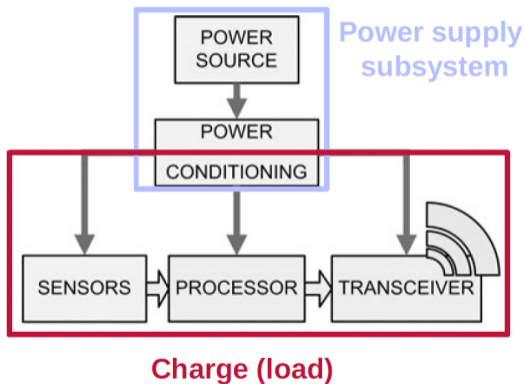 POWER
SOURCE
Power supply
subsystem
POWER
CONDITIONING
SENSORS
PROCESSOR
TRANSCEIVER
Charge (load)